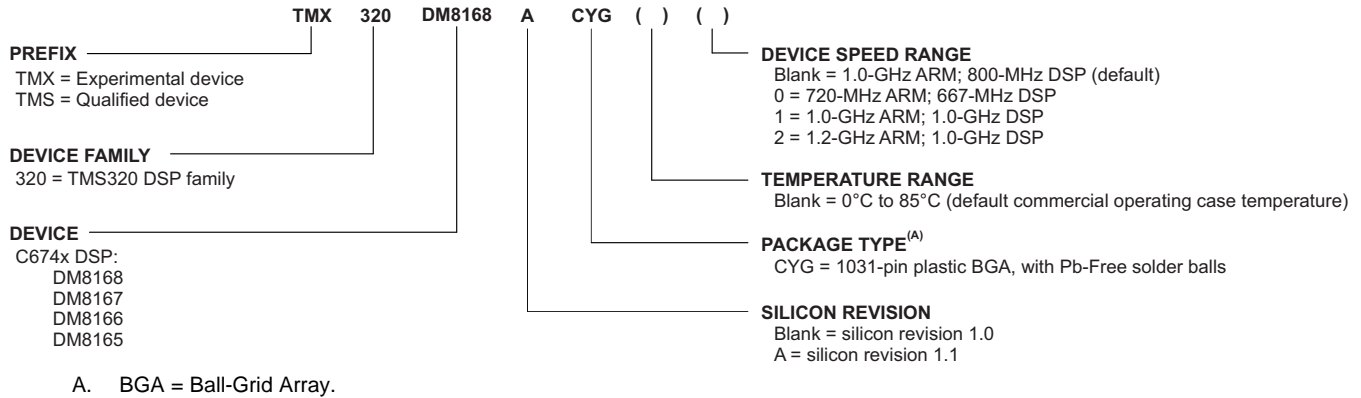 TMX 320 DM8168 A CYG ( ) ( )
PREFIX
TMX = Experimental device
TMS = Qualified device
DEVICE FAMILY
320 = TMS320 DSP family
DEVICE
C674x DSP:
DM8168
DM8167
DM8166
DM8165
DEVICE SPEED RANGE
Blank = 1.0-GHz ARM; 800-MHz DSP (default)
0 = 720-MHz ARM; 667-MHz DSP
1 = 1.0-GHz ARM; 1.0-GHz DSP
2 = 1.2-GHz ARM; 1.0-GHz DSP
TEMPERATURE RANGE
Blank = 0°C to 85°C (default commercial operating case temperature)
PACKAGE TYPE(A)
CYG = 1031-pin plastic BGA, with Pb-Free solder balls
SILICON REVISION
Blank = silicon revision 1.0
A = silicon revision 1.1
A. BGA = Ball-Grid Array.